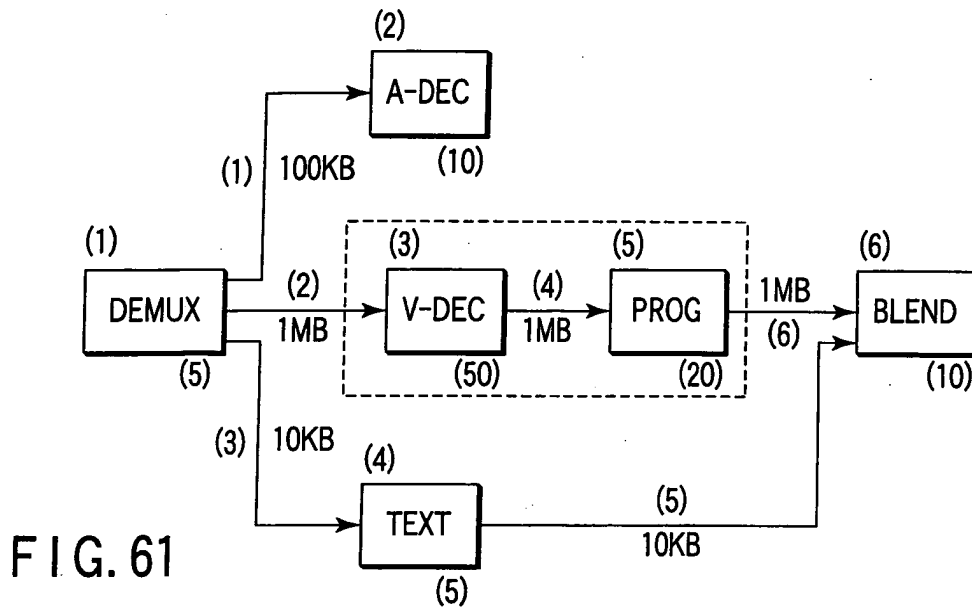 (2)
A-DEC
(10)
(1)
100KB
(1)
DEMUX
(5)
(2)
1MB
(3)
V-DEC
(50)
(4)
1MB
(5)
PROG
(20)
1MB
(6)
(6)
BLEND
(10)
(3)
10KB
(4)
TEXT
(5)
(5)
10KB
FIG. 61